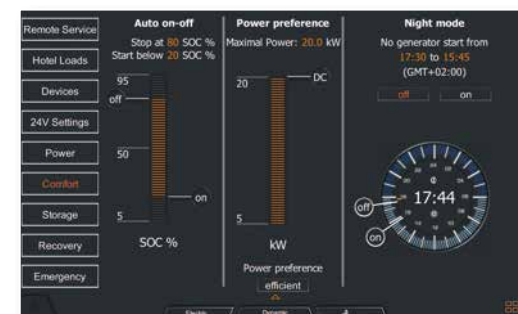 Remote Service
Hotel Loads
Devices
24V Settings
Power
Comfort
Storage
Recovery
Emergency
Auto on-off
Stop at 80 SOC %
Start below 20 SOC %
95
off
50
on
5
SOC %
Power preference
Maximal Power: 20.0 kW
20
DC
5
kW
Power preference
efficient
Night mode
No generator start from
17:30 to 15:45
(GMT+02:00)
off on
17:44
off
on
Dynamic